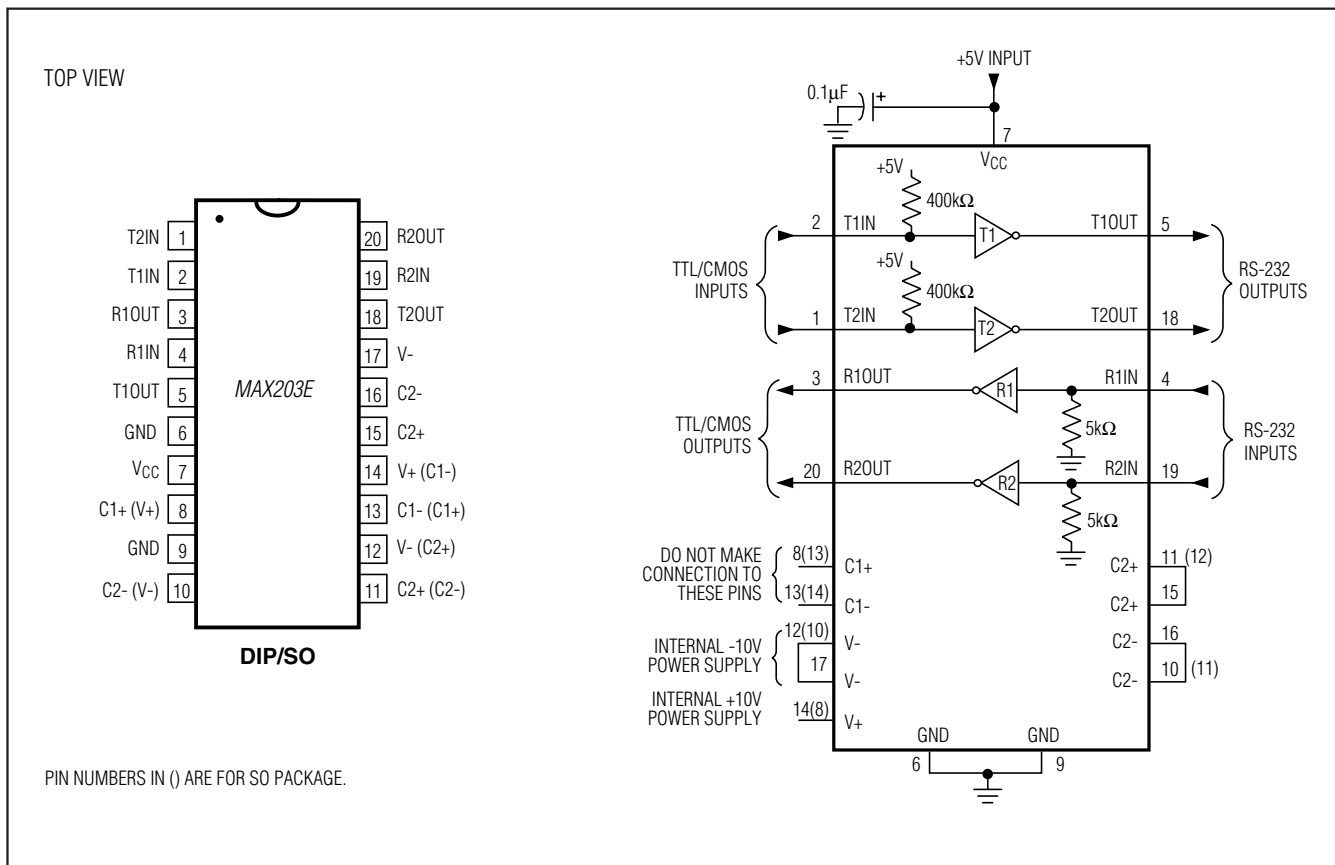 TOP VIEW
T2IN 1
T1IN 2
R1OUT 3
R1IN 4
T1OUT 5
GND 6
VCC 7
C1+ (V+) 8
GND 9
C2- (V-) 10
MAX203E
20 R2OUT
19 R2IN
18 T2OUT
17 V-
16 C2-
15 C2+
14 V+ (C1-)
13 C1- (C1+)
12 V- (C2+)
11 C2+ (C2-)
DIP/SO
PIN NUMBERS IN () ARE FOR SO PACKAGE.
+5V INPUT
0.1µF +
7
VCC
+5V
400kΩ
2 T1IN T1 T1OUT 5
TTL/CMOS
INPUTS
RS-232
OUTPUTS
+5V
400kΩ
1 T2IN T2 T2OUT 18
3 R1OUT R1 R1IN 4
5kΩ
TTL/CMOS
OUTPUTS
RS-232
INPUTS
20 R2OUT R2 R2IN 19
5kΩ
DO NOT MAKE
CONNECTION TO
THESE PINS
8(13) C1+
13(14) C1-
INTERNAL -10V
POWER SUPPLY
12(10) V-
17 V-
INTERNAL +10V
POWER SUPPLY
14(8) V+
C2+ 11 (12)
C2+ 15
C2- 16
C2- 10 (11)
GND GND
6 9